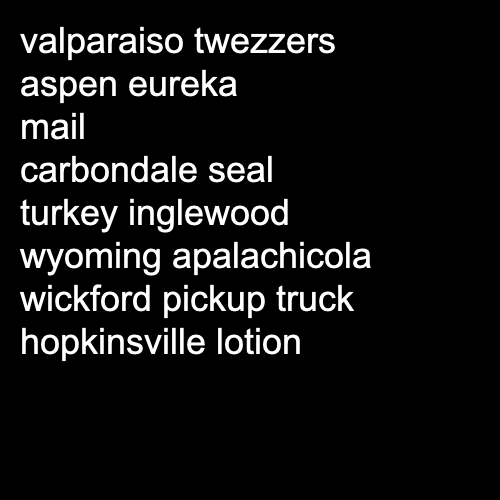 valparaiso twezzers
aspen eureka
mail
carbondale seal
turkey inglewood
wyoming apalachicola
wickford pickup truck
hopkinsville lotion